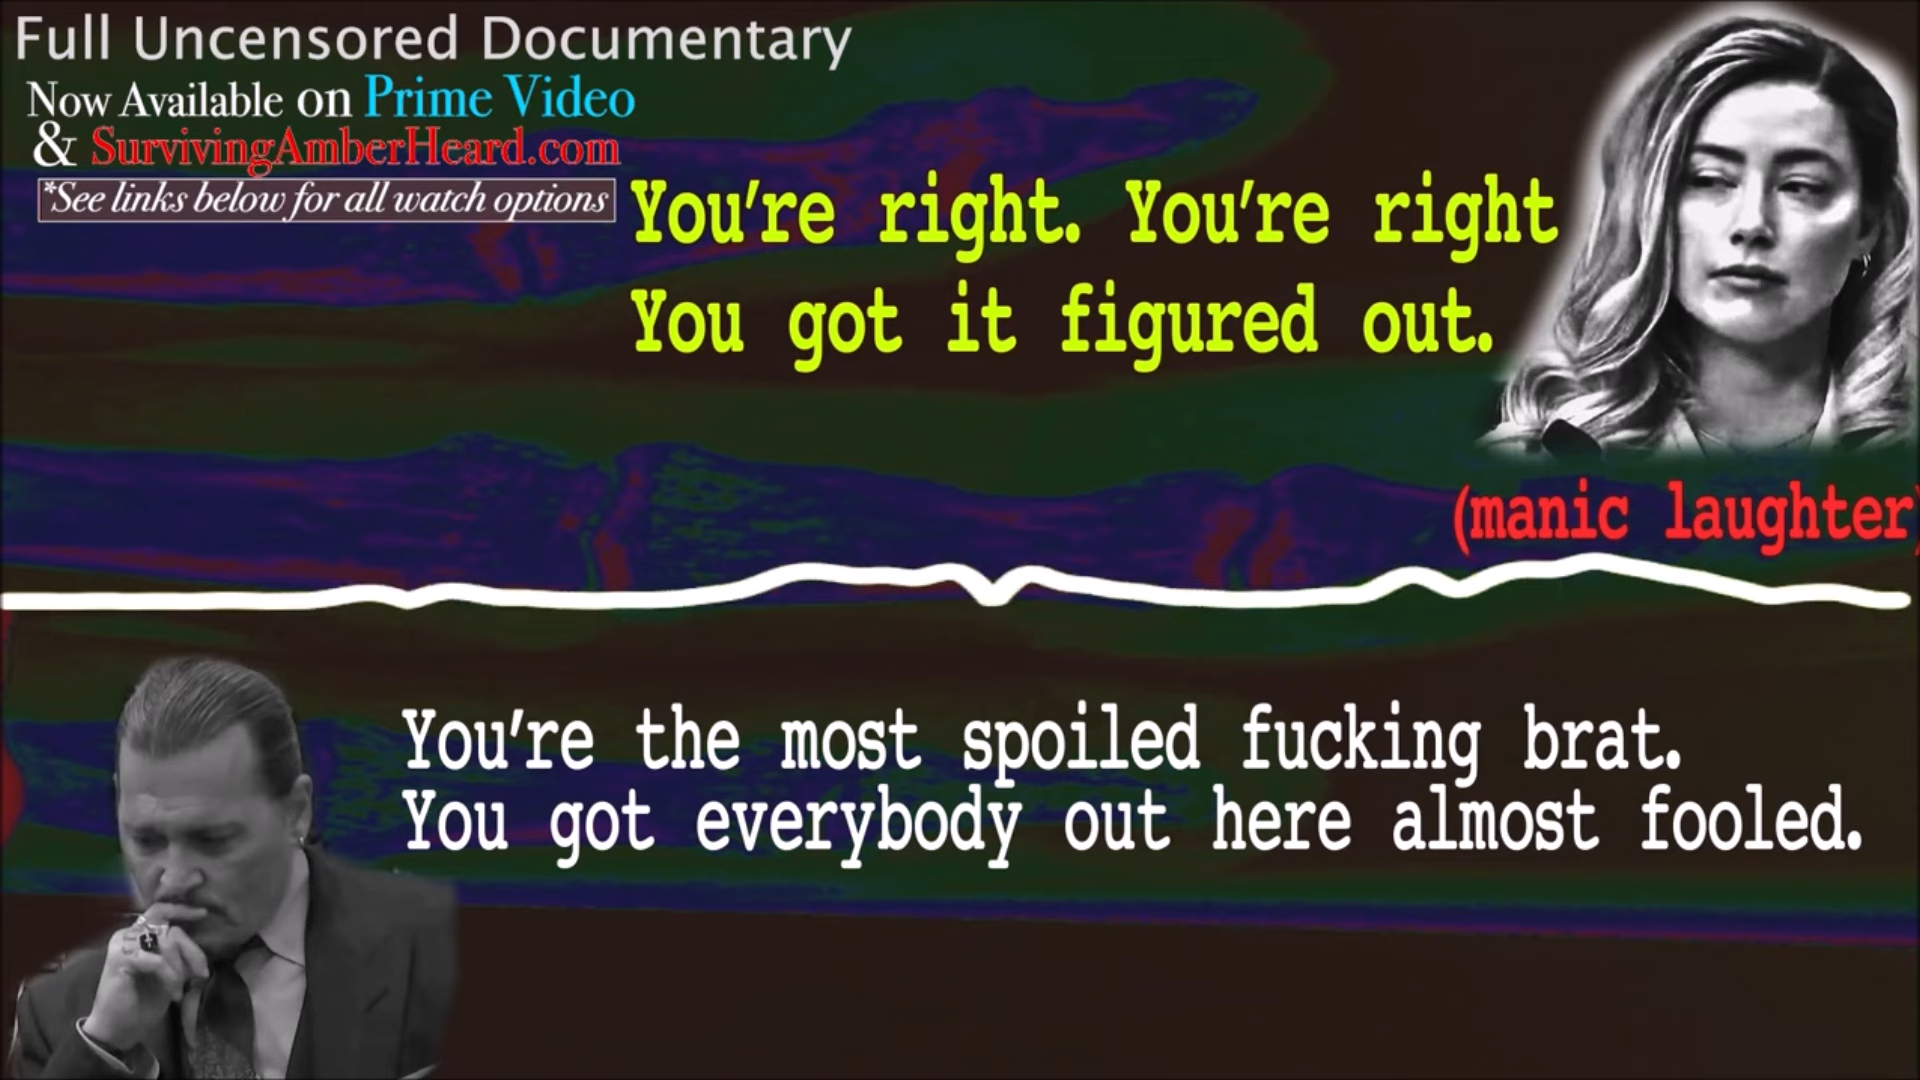 Full Uncensored Documentary
Now Available on Prime Video
& SurvivingAmberHeard.com
*See links below for all watch options
You're right. You're right
You got it figured out.
(manic laughter)
You're the most spoiled fucking brat.
You got everybody out here almost fooled.